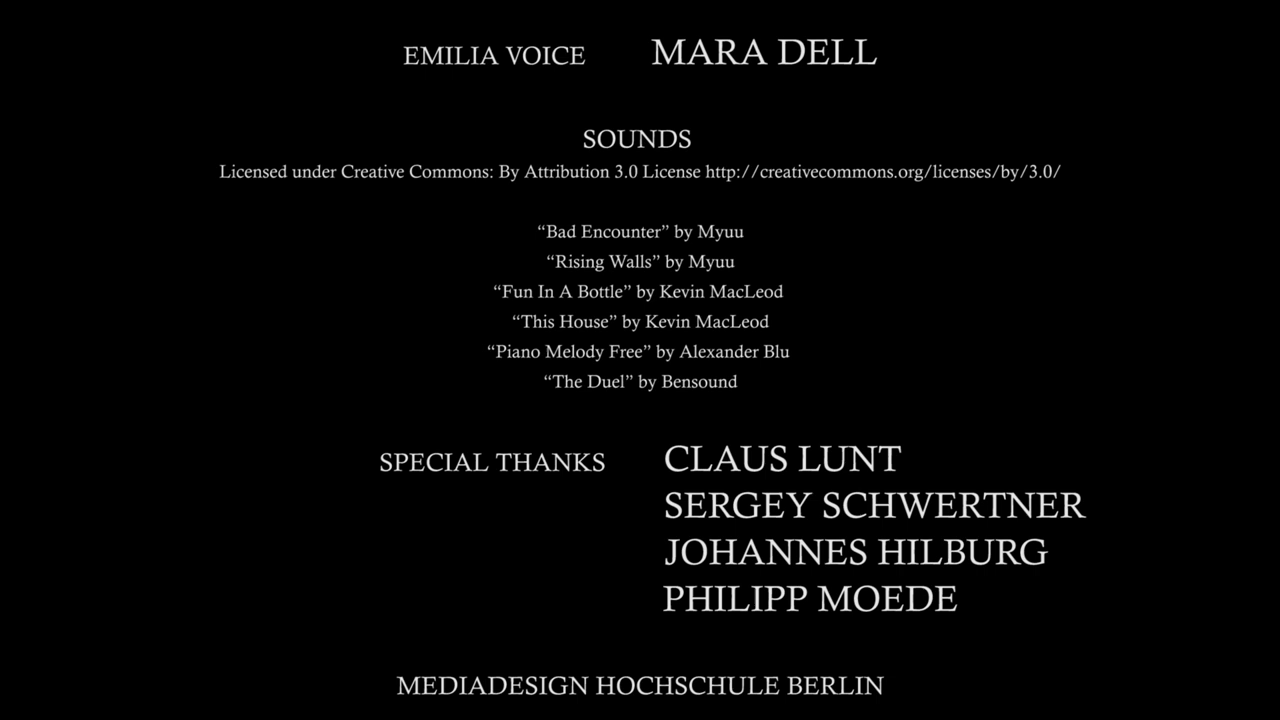 EMILIA VOICE MARA DELL
SOUNDS
Licensed under Creative Commons: By Attribution 3.0 License http://creativecommons.org/licenses/by/3.0/
“Bad Encounter” by Myuu
“Rising Walls” by Myuu
“Fun In A Bottle” by Kevin MacLeod
“This House” by Kevin MacLeod
“Piano Melody Free” by Alexander Blu
“The Duel” by Bensound
SPECIAL THANKS CLAUS LUNT
SERGEY SCHWERTNER
JOHANNES HILBURG
PHILIPP MOEDE
MEDIADESIGN HOCHSCHULE BERLIN